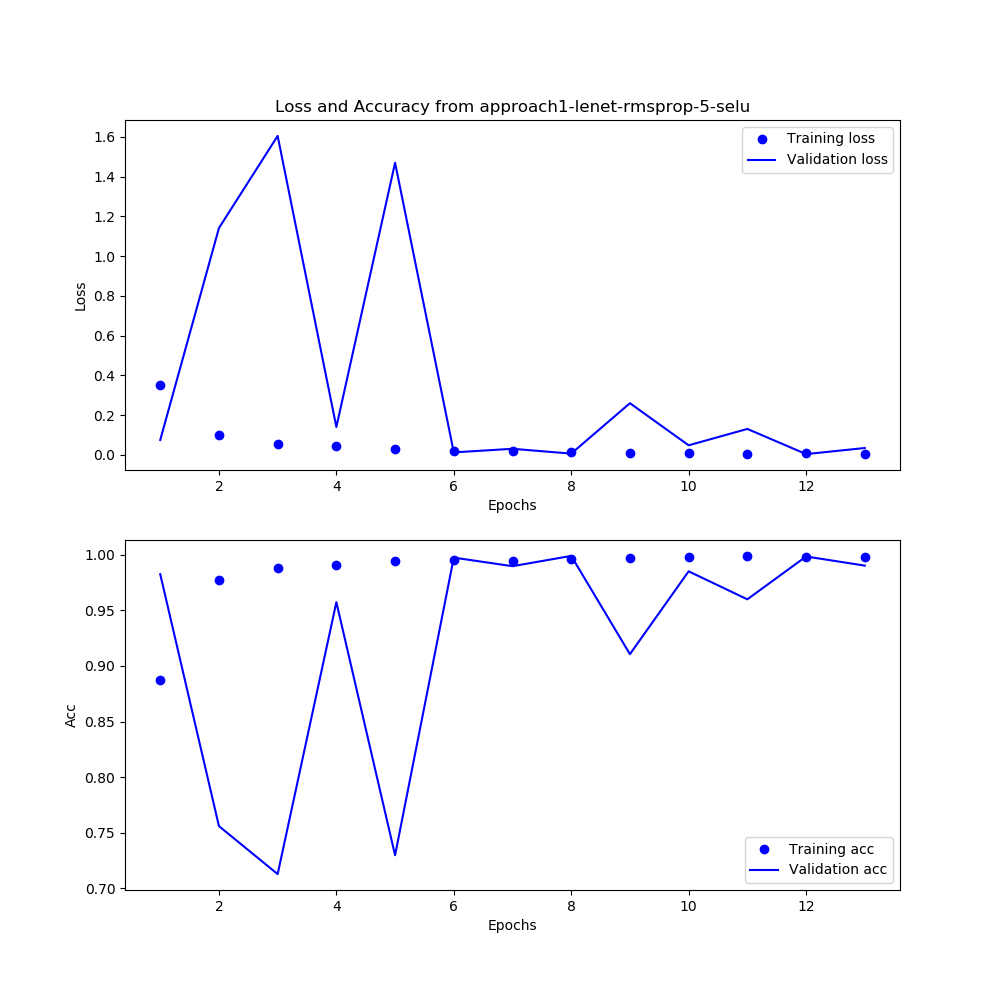 Loss and Accuracy from approach1-lenet-rmsprop-5-selu
1.6
1.4
1.2
1.0
0.8
0.6
0.4
0.2
0.0
Loss
Training loss
Validation loss
2 4 6 8 10 12
Epochs
1.00
0.95
0.90
0.85
0.80
0.75
0.70
Acc
Training acc
Validation acc
2 4 6 8 10 12
Epochs